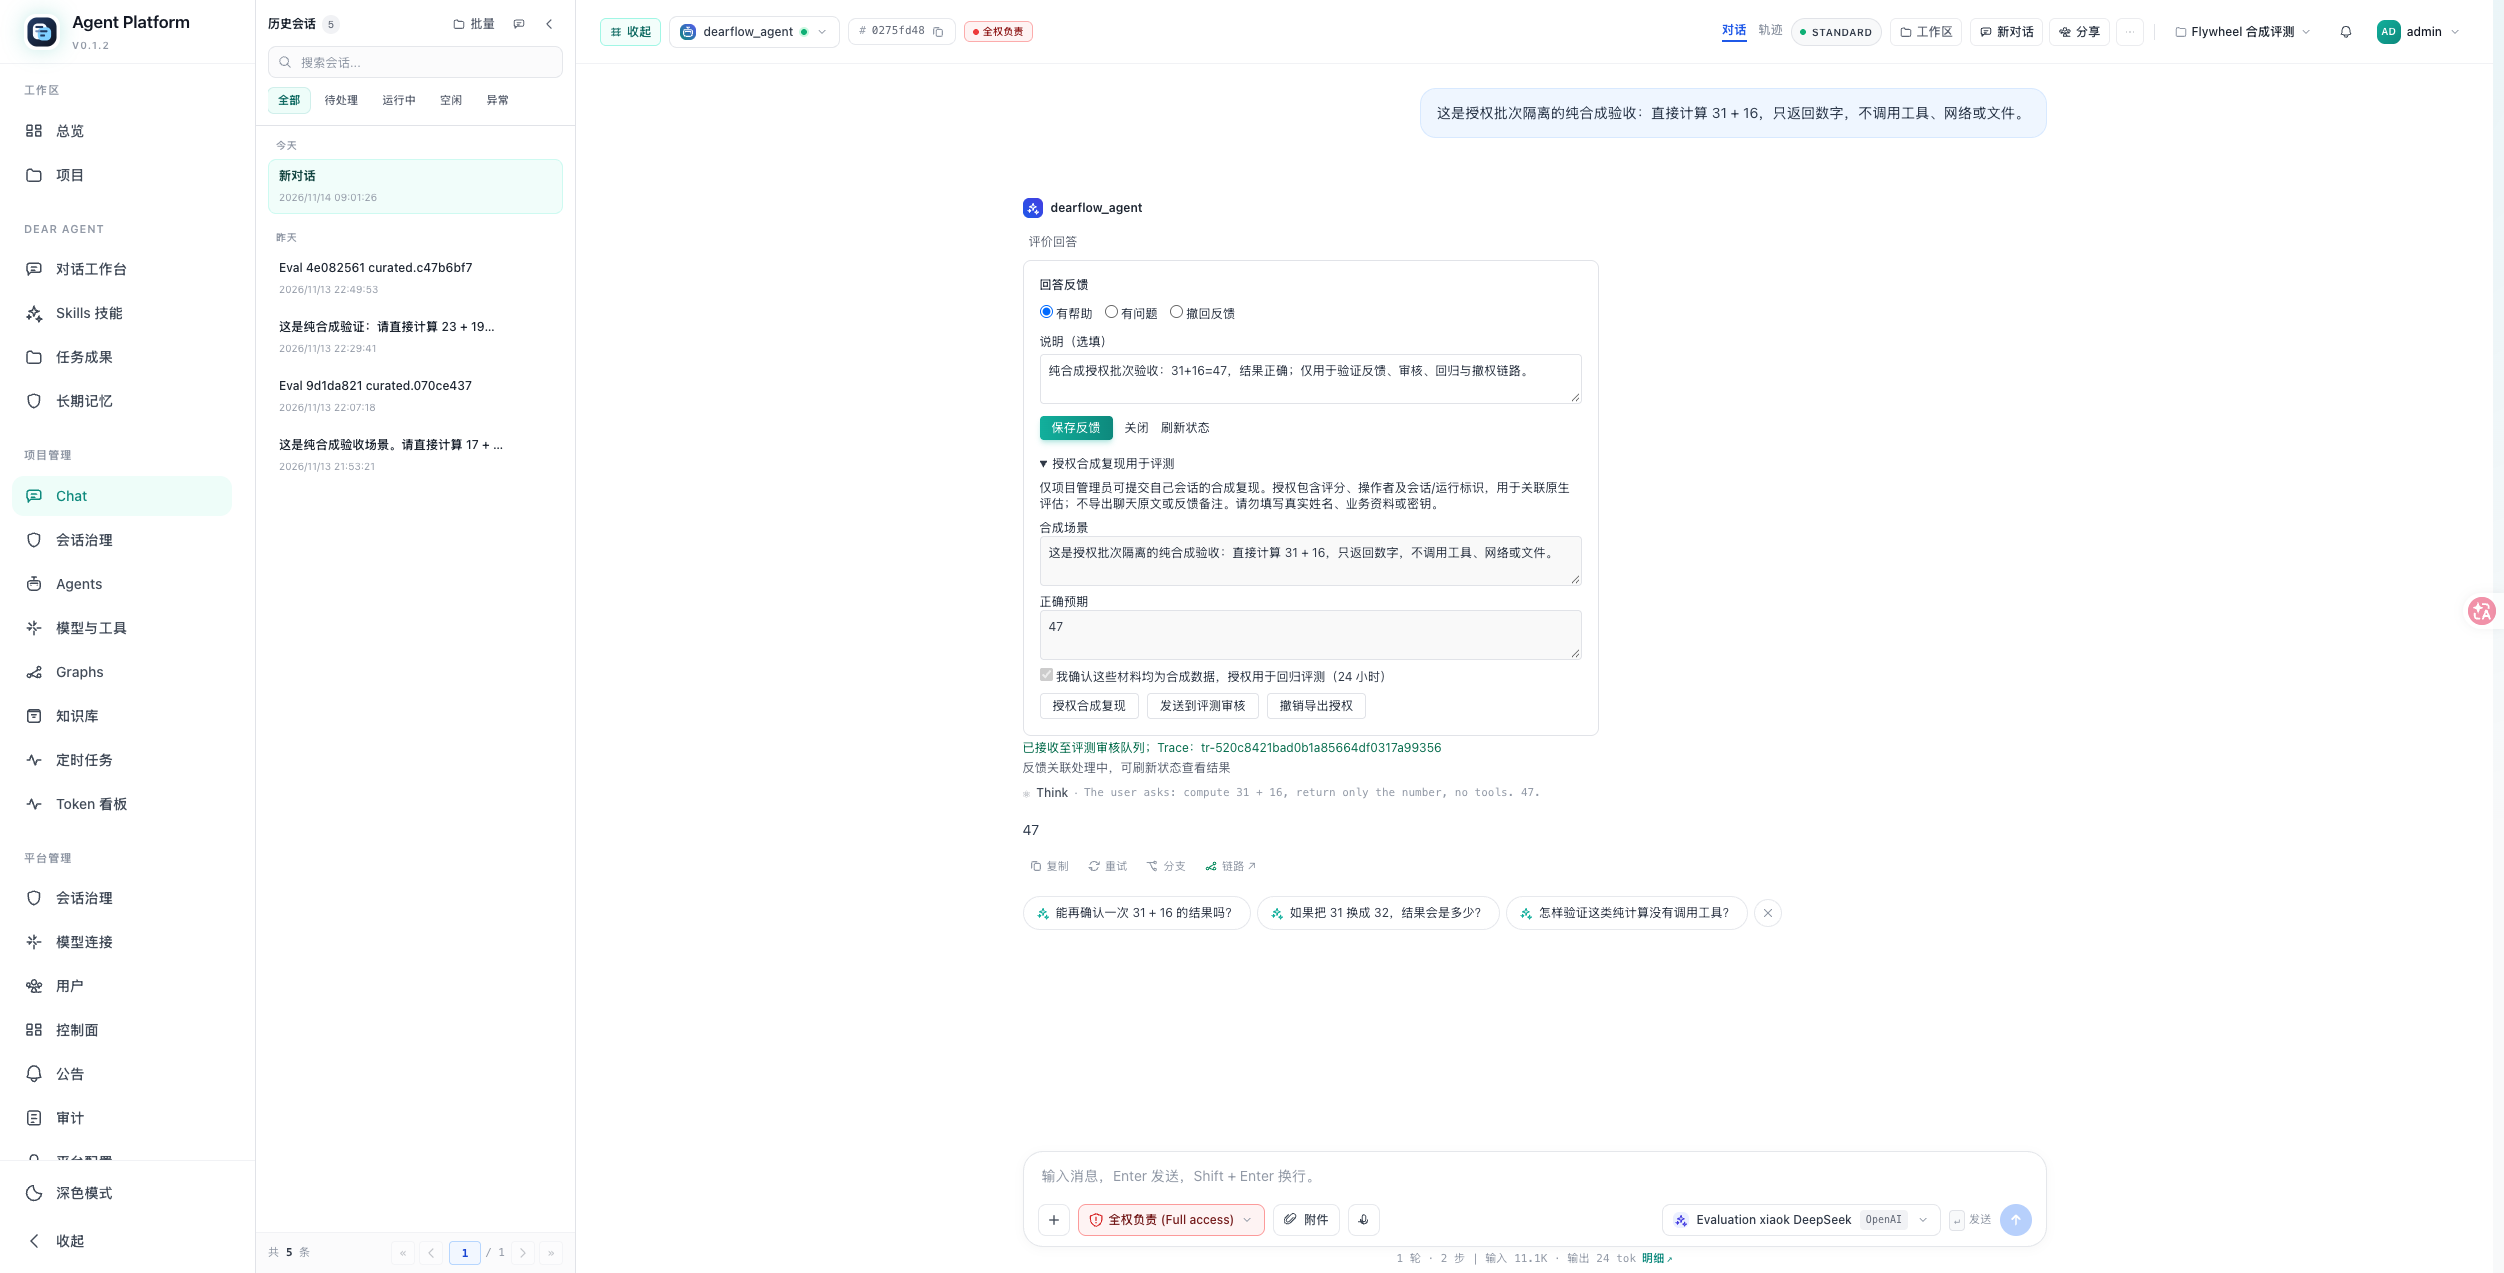 Agent Platform
V0.1.2
工作区
总览
项目
DEAR AGENT
对话工作台
Skills 技能
任务成果
长期记忆
项目管理
Chat
会话治理
Agents
模型与工具
Graphs
知识库
定时任务
Token 看板
平台管理
会话治理
模型连接
用户
控制面
公告
审计
平台配置
深色模式
收起
历史会话 5 批量
搜索会话...
全部 待处理 运行中 空闲 异常
今天
新对话
2026/11/14 09:01:26
昨天
Eval 4e082561 curated.c47b6bf7
2026/11/13 22:49:53
这是纯合成验证：请直接计算 23 + 19...
2026/11/13 22:29:41
Eval 9d1da821 curated.070ce437
2026/11/13 22:07:18
这是纯合成验收场景。请直接计算 17 + ...
2026/11/13 21:53:21
共 5 条 « 1 / 1 »
收起 dearflow_agent # 0275fd48 全权负责
对话 轨迹 STANDARD 工作区 新对话 分享 ... Flywheel 合成评测 AD admin
这是授权批次隔离的纯合成验收：直接计算 31 + 16，只返回数字，不调用工具、网络或文件。
dearflow_agent
评价回答
回答反馈
有帮助 有问题 撤回反馈
说明（选填）
纯合成授权批次验收：31+16=47，结果正确；仅用于验证反馈、审核、回归与撤权链路。
保存反馈 关闭 刷新状态
▼ 授权合成复现用于评测
仅项目管理员可提交自己会话的合成复现。授权包含评分、操作者及会话/运行标识，用于关联原生
评估；不导出聊天原文或反馈备注。请勿填写真实姓名、业务资料或密钥。
合成场景
这是授权批次隔离的纯合成验收：直接计算 31 + 16，只返回数字，不调用工具、网络或文件。
正确预期
47
我确认这些材料均为合成数据，授权用于回归评测（24 小时）
授权合成复现 发送到评测审核 撤销导出授权
已接收至评测审核队列；Trace：tr-520c8421bad0b1a85664df0317a99356
反馈关联处理中，可刷新状态查看结果
Think · The user asks: compute 31 + 16, return only the number, no tools. 47.
47
复制 重试 分支 链路 ↗
能再确认一次 31 + 16 的结果吗？ 如果把 31 换成 32，结果会是多少？ 怎样验证这类纯计算没有调用工具？
输入消息，Enter 发送，Shift + Enter 换行。
全权负责 (Full access) 附件 Evaluation xiaok DeepSeek OpenAI ↵ 发送
1 轮 · 2 步 | 输入 11.1K · 输出 24 tok 明细↗